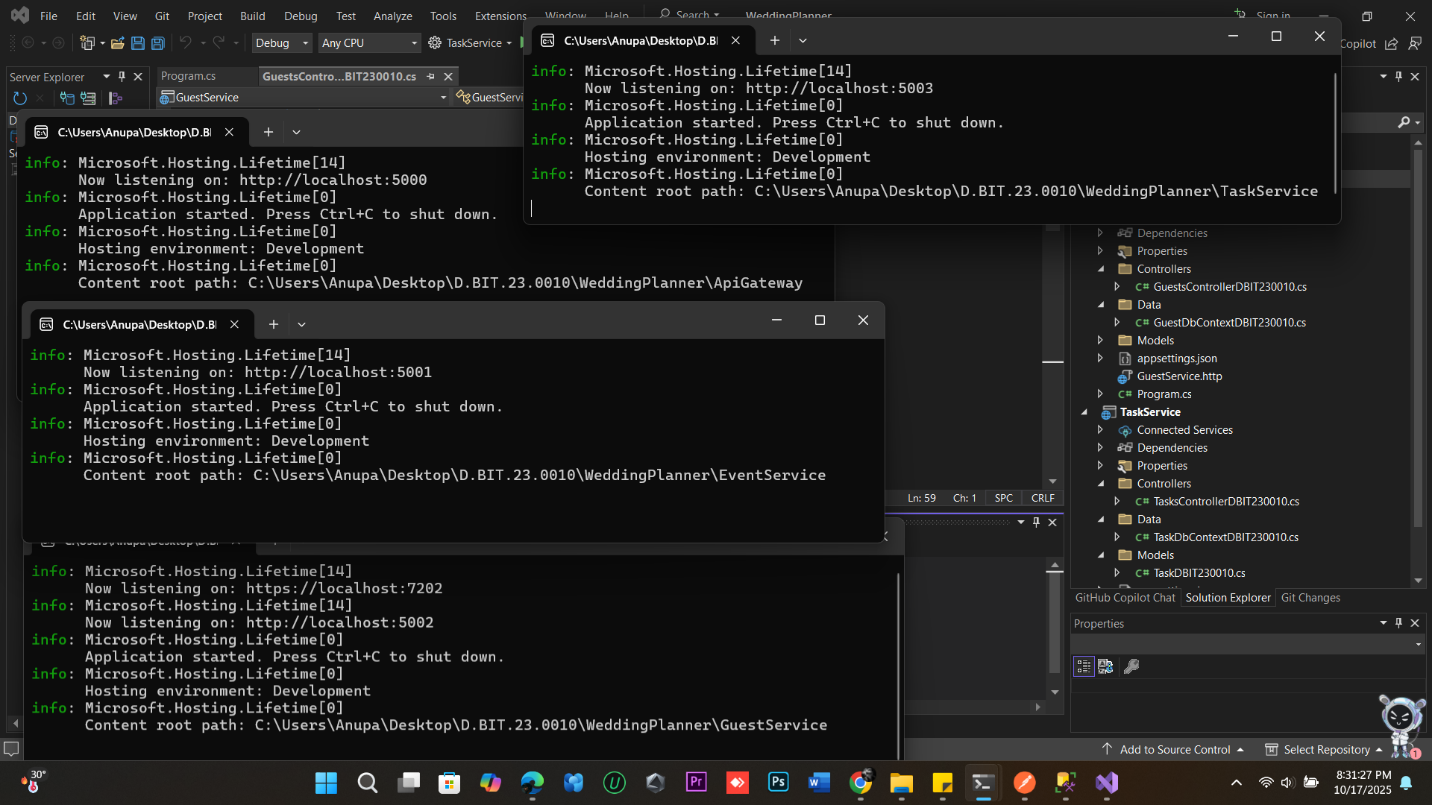 File Edit View Git Project Build Debug Test Analyze Tools Extensions Window Help Search WeddingPlanner Sign in
Debug Any CPU TaskService Copilot
Server Explorer
Program.cs
GuestsContro...BIT230010.cs
GuestService
C:\Users\Anupa\Desktop\D.BI
info: Microsoft.Hosting.Lifetime[14]
Now listening on: http://localhost:5003
info: Microsoft.Hosting.Lifetime[0]
Application started. Press Ctrl+C to shut down.
info: Microsoft.Hosting.Lifetime[0]
Hosting environment: Development
info: Microsoft.Hosting.Lifetime[0]
Content root path: C:\Users\Anupa\Desktop\D.BIT.23.0010\WeddingPlanner\TaskService
C:\Users\Anupa\Desktop\D.BI
info: Microsoft.Hosting.Lifetime[14]
Now listening on: http://localhost:5000
info: Microsoft.Hosting.Lifetime[0]
Application started. Press Ctrl+C to shut down.
info: Microsoft.Hosting.Lifetime[0]
Hosting environment: Development
info: Microsoft.Hosting.Lifetime[0]
Content root path: C:\Users\Anupa\Desktop\D.BIT.23.0010\WeddingPlanner\ApiGateway
C:\Users\Anupa\Desktop\D.BI
info: Microsoft.Hosting.Lifetime[14]
Now listening on: http://localhost:5001
info: Microsoft.Hosting.Lifetime[0]
Application started. Press Ctrl+C to shut down.
info: Microsoft.Hosting.Lifetime[0]
Hosting environment: Development
info: Microsoft.Hosting.Lifetime[0]
Content root path: C:\Users\Anupa\Desktop\D.BIT.23.0010\WeddingPlanner\EventService
Ln: 59 Ch: 1 SPC CRLF
info: Microsoft.Hosting.Lifetime[14]
Now listening on: https://localhost:7202
info: Microsoft.Hosting.Lifetime[14]
Now listening on: http://localhost:5002
info: Microsoft.Hosting.Lifetime[0]
Application started. Press Ctrl+C to shut down.
info: Microsoft.Hosting.Lifetime[0]
Hosting environment: Development
info: Microsoft.Hosting.Lifetime[0]
Content root path: C:\Users\Anupa\Desktop\D.BIT.23.0010\WeddingPlanner\GuestService
Dependencies
Properties
Controllers
C# GuestsControllerDBIT230010.cs
Data
C# GuestDbContextDBIT230010.cs
Models
appsettings.json
GuestService.http
C# Program.cs
TaskService
Connected Services
Dependencies
Properties
Controllers
C# TasksControllerDBIT230010.cs
Data
C# TaskDbContextDBIT230010.cs
Models
C# TaskDBIT230010.cs
GitHub Copilot Chat Solution Explorer Git Changes
Properties
Add to Source Control Select Repository 1
30°
Pr Ps W
8:31:27 PM
10/17/2025